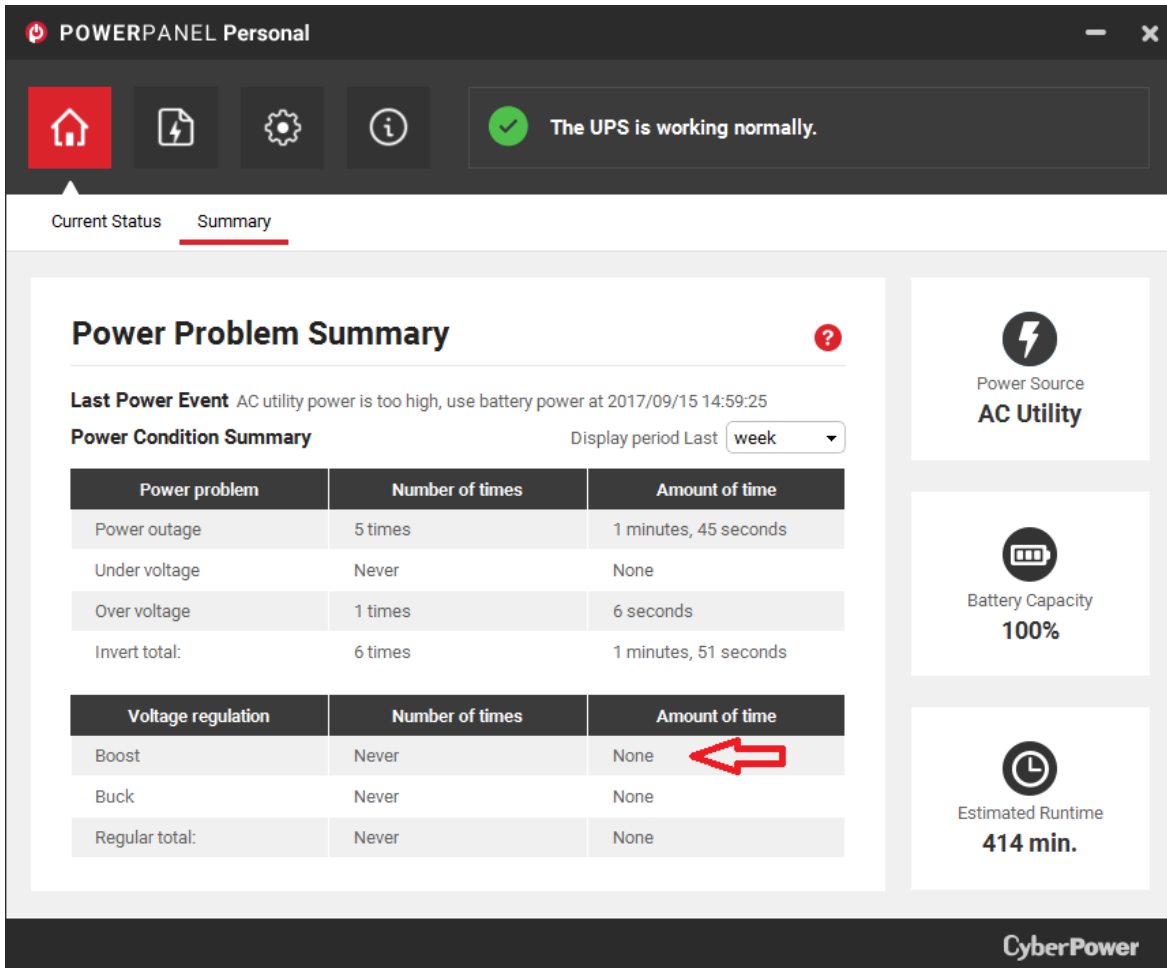 POWERPANEL Personal
The UPS is working normally.
Current Status Summary
Power Problem Summary
?
Last Power Event AC utility power is too high, use battery power at 2017/09/15 14:59:25
Power Condition Summary Display period Last week
Power problem Number of times Amount of time
Power outage 5 times 1 minutes, 45 seconds
Under voltage Never None
Over voltage 1 times 6 seconds
Invert total: 6 times 1 minutes, 51 seconds
Voltage regulation Number of times Amount of time
Boost Never None
Buck Never None
Regular total: Never None
Power Source
AC Utility
Battery Capacity
100%
Estimated Runtime
414 min.
CyberPower